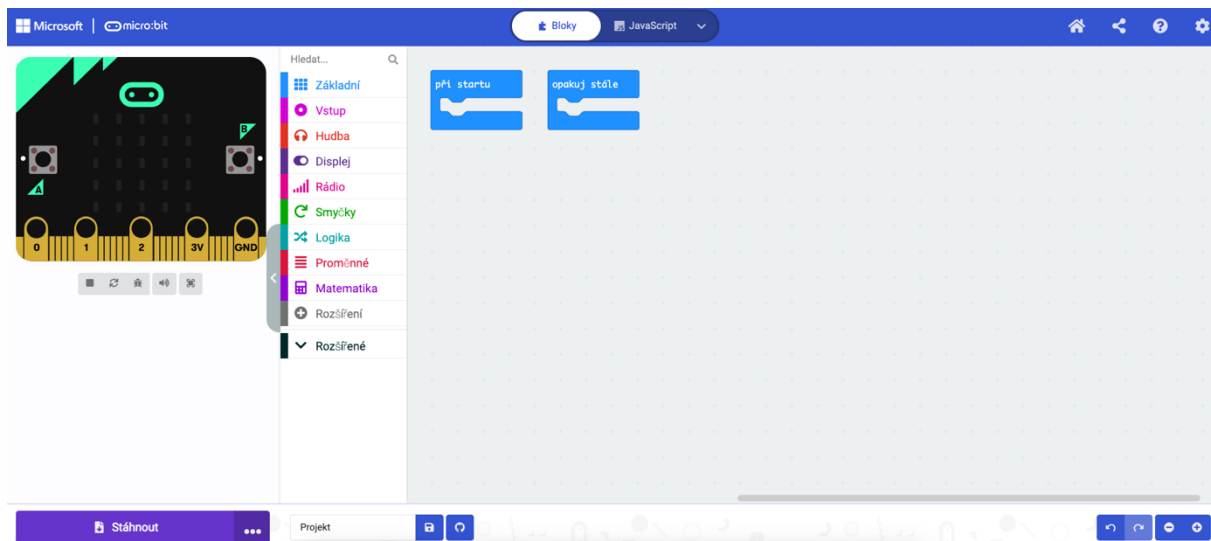 Microsoft micro:bit Bloky JavaScript
B
A
0 1 2 3V GND
Hledat...
Základní
Vstup
Hudba
Displej
Rádio
Smyčky
Logika
Proměnné
Matematika
Rozšíření
Rozšířené
při startu
opakuj stále
Stáhnout
Projekt